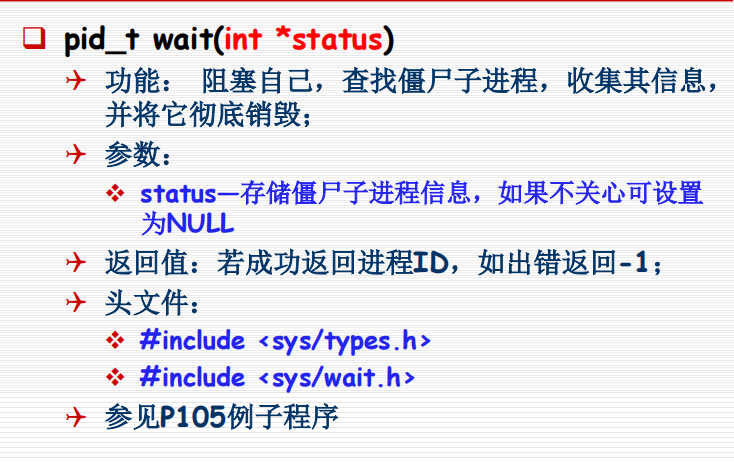 pid_t wait(int *status)
功能： 阻塞自己，查找僵尸子进程，收集其信息，
并将它彻底销毁；
参数：
status—存储僵尸子进程信息，如果不关心可设置
为NULL
返回值：若成功返回进程ID，如出错返回-1；
头文件：
#include <sys/types.h>
#include <sys/wait.h>
参见P105例子程序